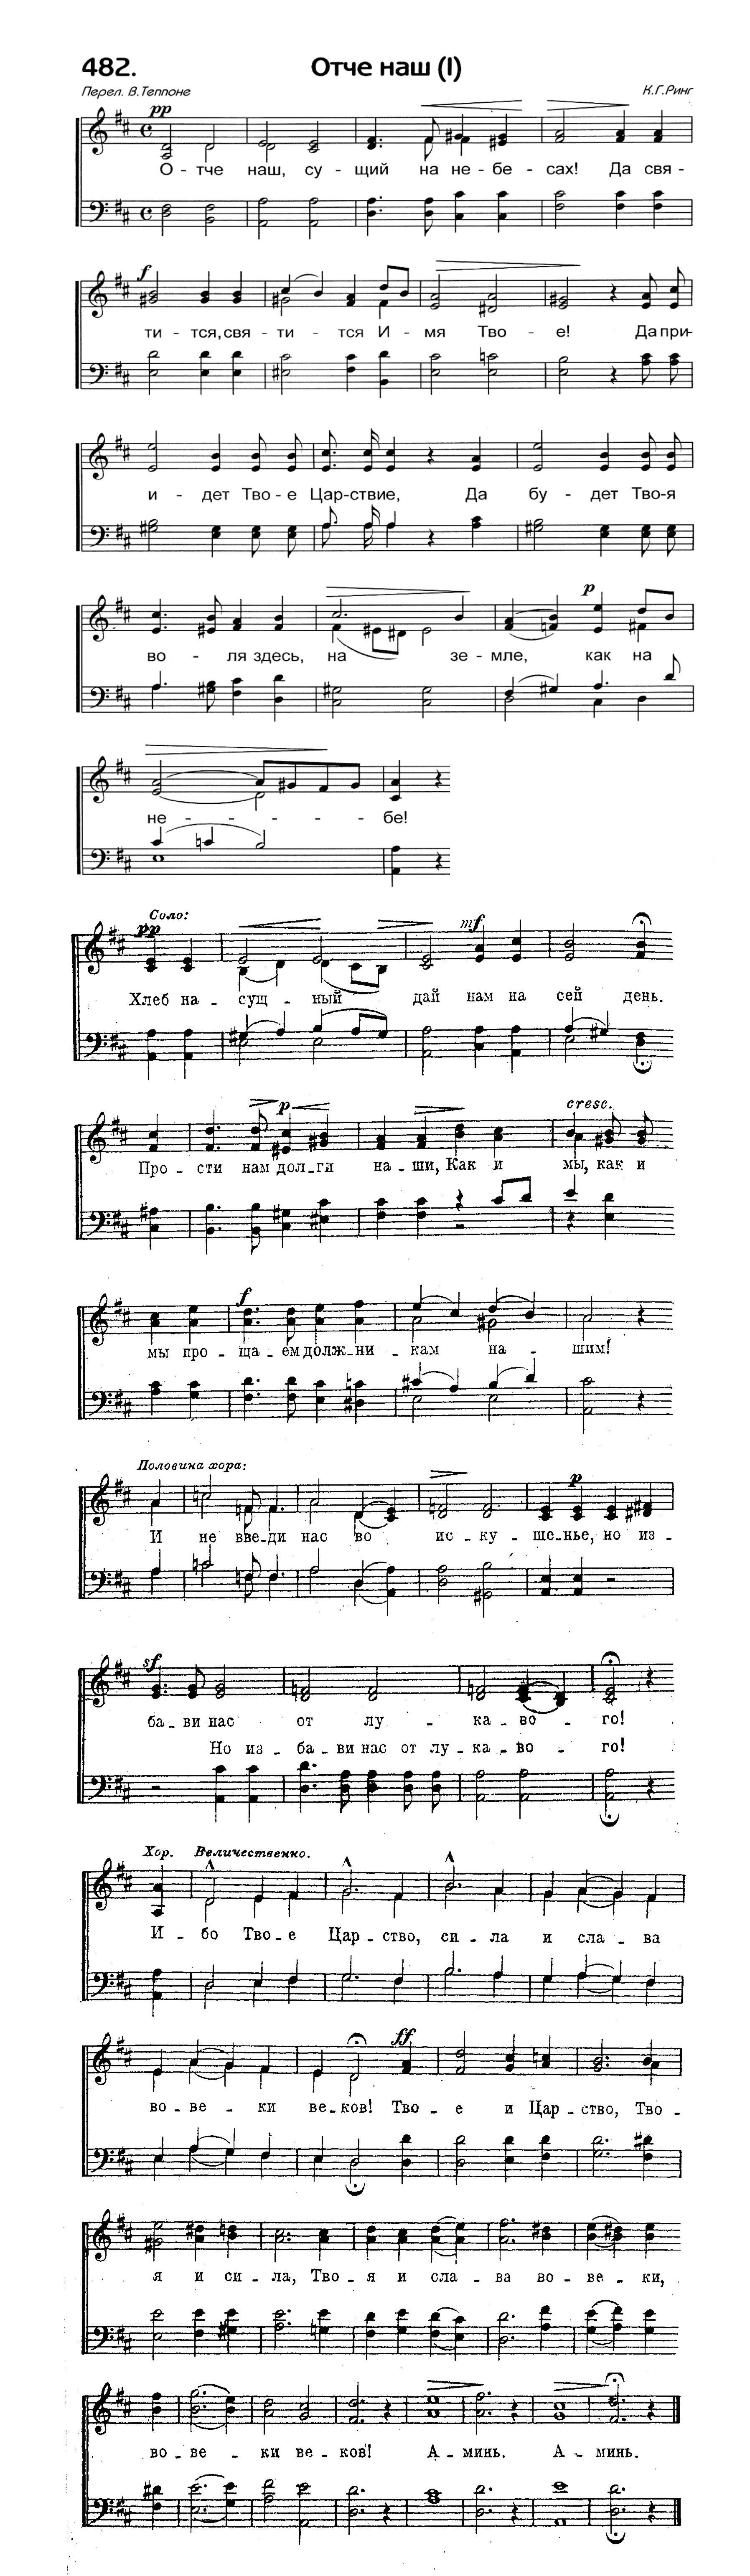 482. Отче наш (I)
Перел. В.Теппоне К.Г.Ринг
pp
О - тче наш, су - щий на не - бе - сах! Да свя -
f
ти - тся, свя - ти - тся И - мя Тво - е! Да при-
и - дет Тво - е Цар-ствие, Да бу - дет Тво-я
p
во - ля здесь, на зе - мле, как на
не - - - - бе!
Соло:
pp mf
Хлеб на - сущ - ный дай нам на сей день.
p cresc.
Про - сти нам дол - ги на - ши, Как и мы, как и
f
мы про - ща - ем долж - ни - кам на - шим!
Половина хора:
p
И не вве - ди нас во ис - ку - ше - нье, но из -
sf
ба - ви нас от лу - ка - во - го!
Но из - ба - ви нас от лу - ка - во - го!
Хор. Величественно.
И - бо Тво - е Цар - ство, си - ла и сла - ва
ff
во - ве - ки ве - ков! Тво - е и Цар - ство, Тво -
я и си - ла, Тво - я и сла - ва во - ве - ки,
во - ве - ки ве - ков! А - минь. А - минь.